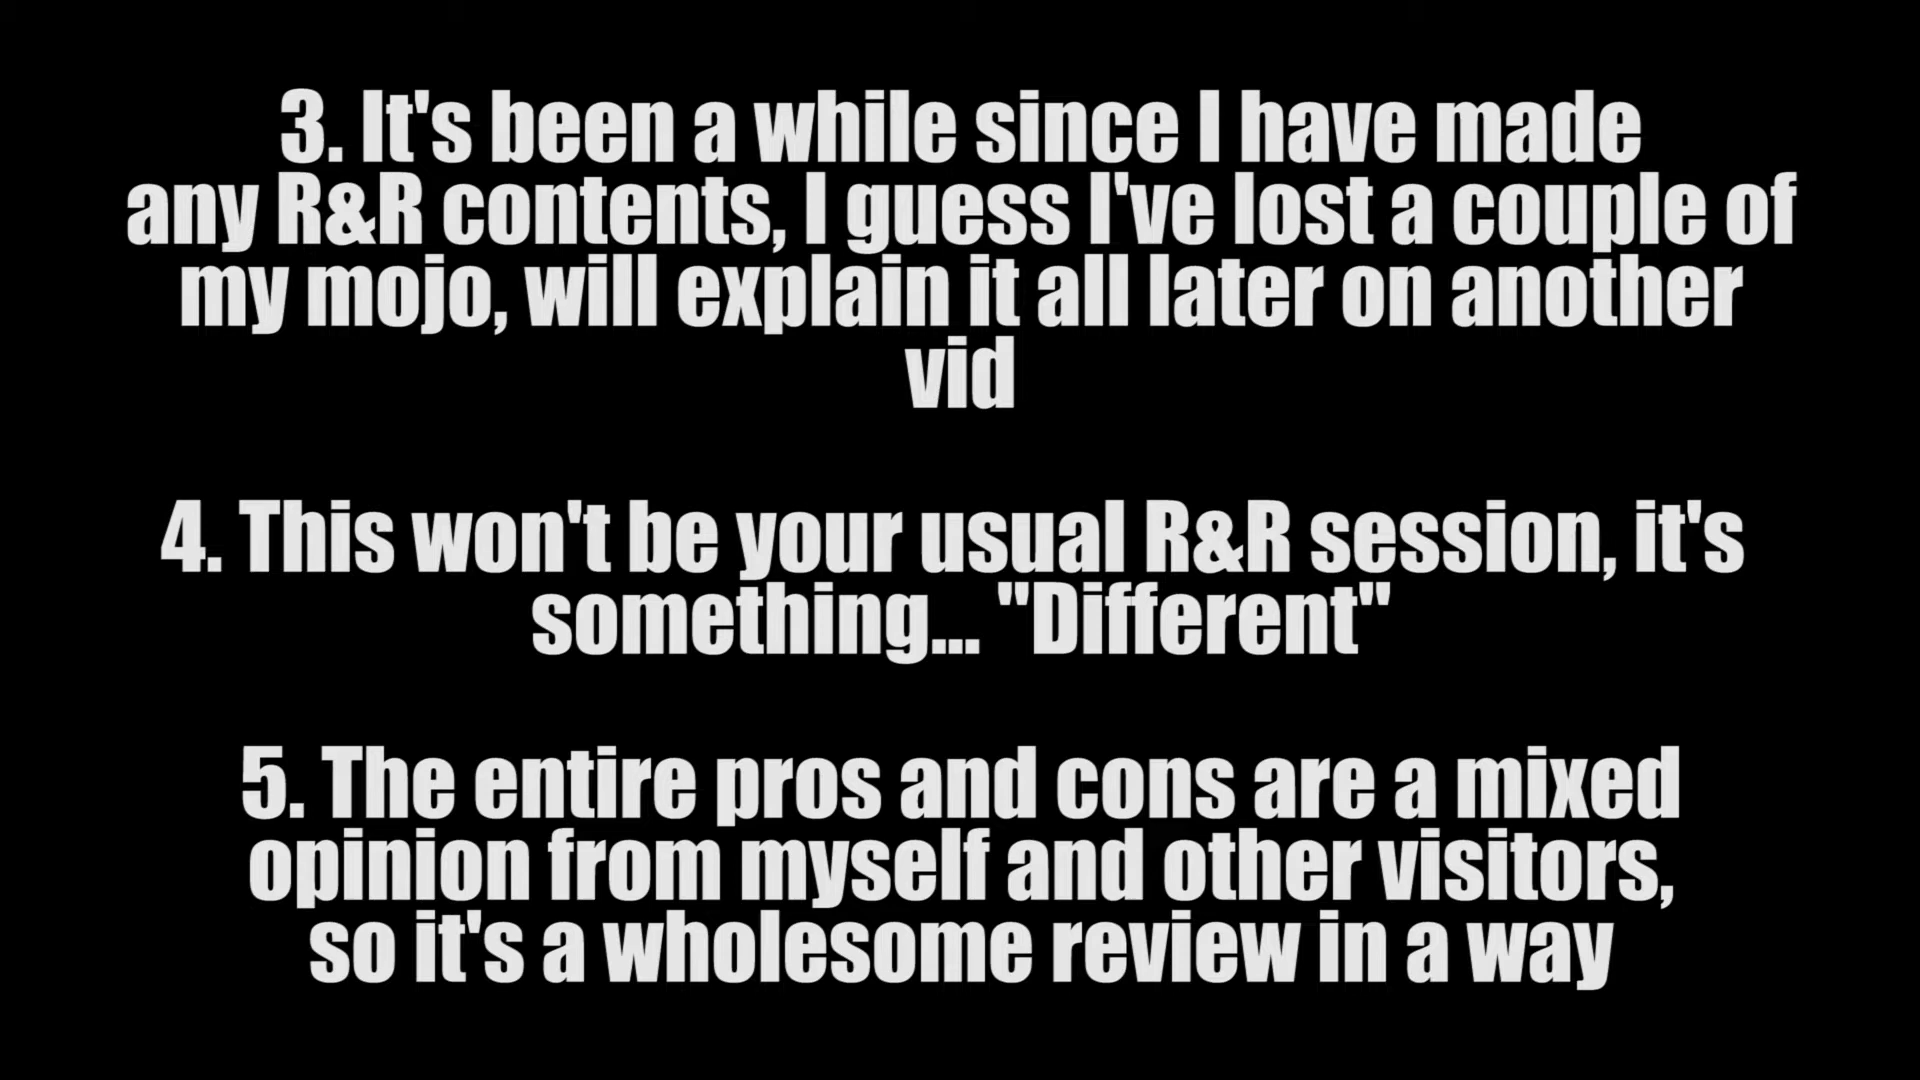 3. It's been a while since I have made
any R&R contents, I guess I've lost a couple of
my mojo, will explain it all later on another
vid
4. This won't be your usual R&R session, it's
something... "Different"
5. The entire pros and cons are a mixed
opinion from myself and other visitors,
so it's a wholesome review in a way